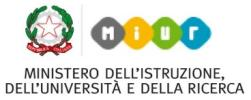 MIUR
MINISTERO DELL'ISTRUZIONE,
DELL'UNIVERSITÀ E DELLA RICERCA